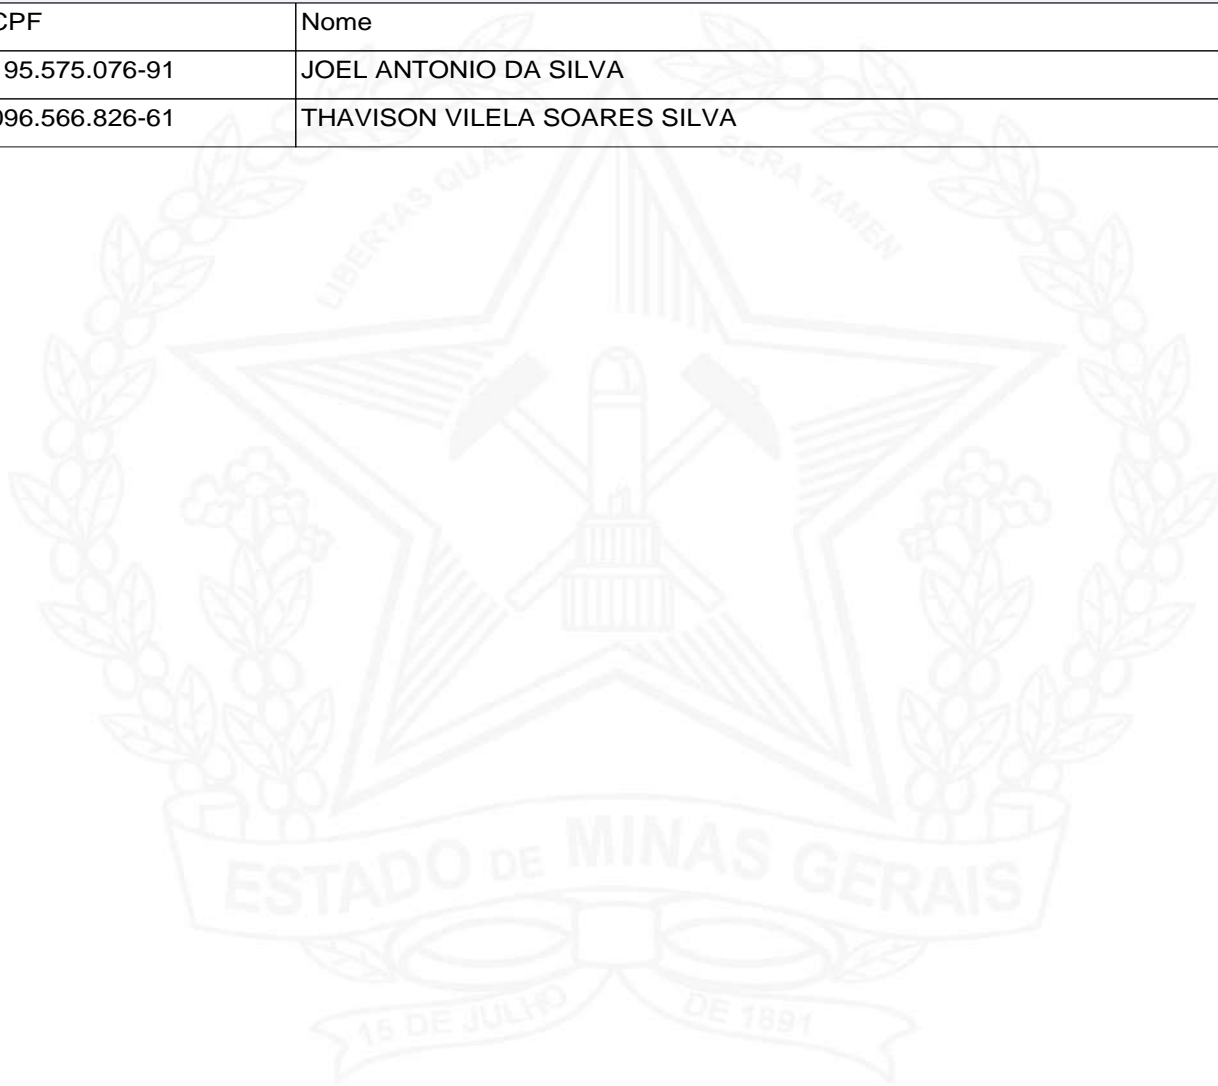 CPF Nome
95.575.076-91 JOEL ANTONIO DA SILVA
096.566.826-61 THAVISON VILELA SOARES SILVA
LIBERTAS QUAE SERA TAMEN
ESTADO DE MINAS GERAIS
15 DE JULHO DE 1891